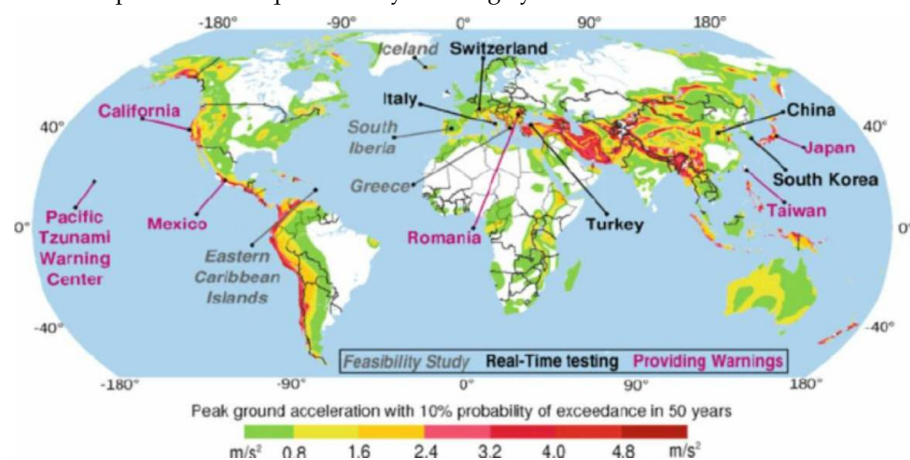 -180° -90° 0° 90° 180°
Iceland Switzerland
California Italy China
40° South Iberia 40°
Japan
Greece South Korea
Pacific Tzunami Warning Center Mexico Romania Turkey Taiwan
0° 0°
Eastern Caribbean Islands
-40° -40°
Feasibility Study Real-Time testing Providing Warnings
-180° -90° 0° 90° 180°
Peak ground acceleration with 10% probability of exceedance in 50 years
m/s² 0.8 1.6 2.4 3.2 4.0 4.8 m/s²